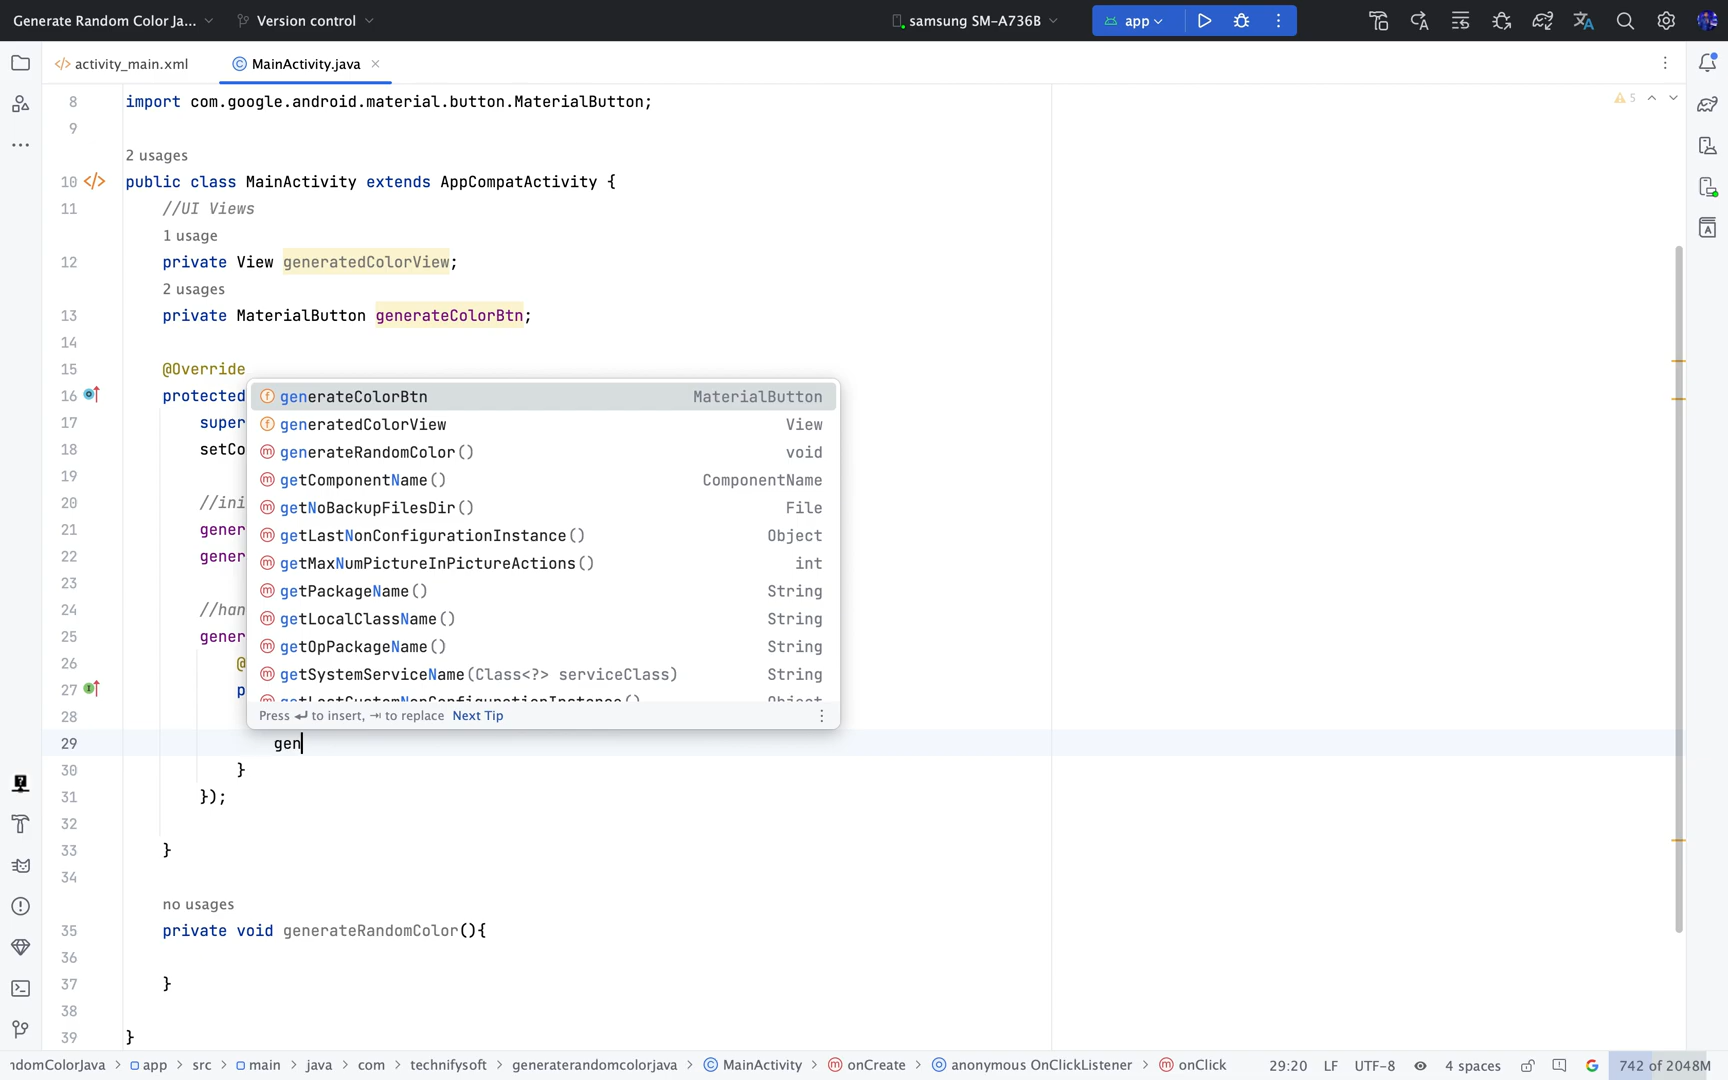 Generate Random Color Ja...
Version control
samsung SM-A736B
app
activity_main.xml
MainActivity.java
5
8 import com.google.android.material.button.MaterialButton;
9
2 usages
10 </> public class MainActivity extends AppCompatActivity {
11 //UI Views
1 usage
12 private View generatedColorView;
2 usages
13 private MaterialButton generateColorBtn;
14
15 @Override
16 protected
17 super
18 setCo
19
20 //ini
21 gener
22 gener
23
24 //han
25 gener
26 @
27 p
28
generateColorBtn MaterialButton
generatedColorView View
generateRandomColor() void
getComponentName() ComponentName
getNoBackupFilesDir() File
getLastNonConfigurationInstance() Object
getMaxNumPictureInPictureActions() int
getPackageName() String
getLocalClassName() String
getOpPackageName() String
getSystemServiceName(Class<?> serviceClass) String
getLastCustomNonConfigurationInstance() Object
Press ↵ to insert, ⇥ to replace Next Tip
29 gen
30 }
31 });
32
33 }
34
no usages
35 private void generateRandomColor(){
36
37 }
38
39 }
ndomColorJava > app > src > main > java > com > technifysoft > generaterandomcolorjava > MainActivity > onCreate > anonymous OnClickListener > onClick
29:20 LF UTF-8 4 spaces 742 of 2048M